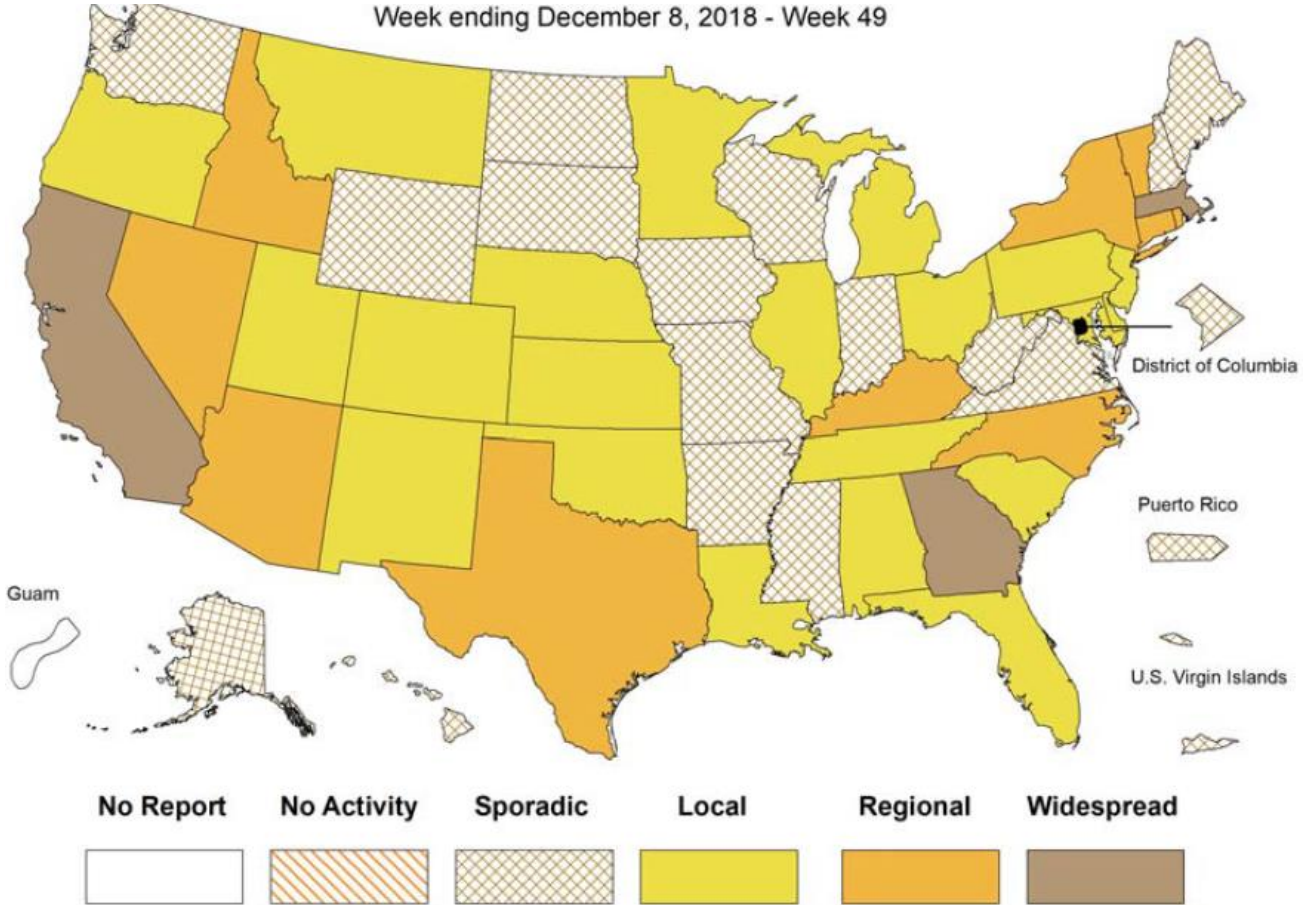 Week ending December 8, 2018 - Week 49
District of Columbia
Puerto Rico
Guam
U.S. Virgin Islands
No Report No Activity Sporadic Local Regional Widespread